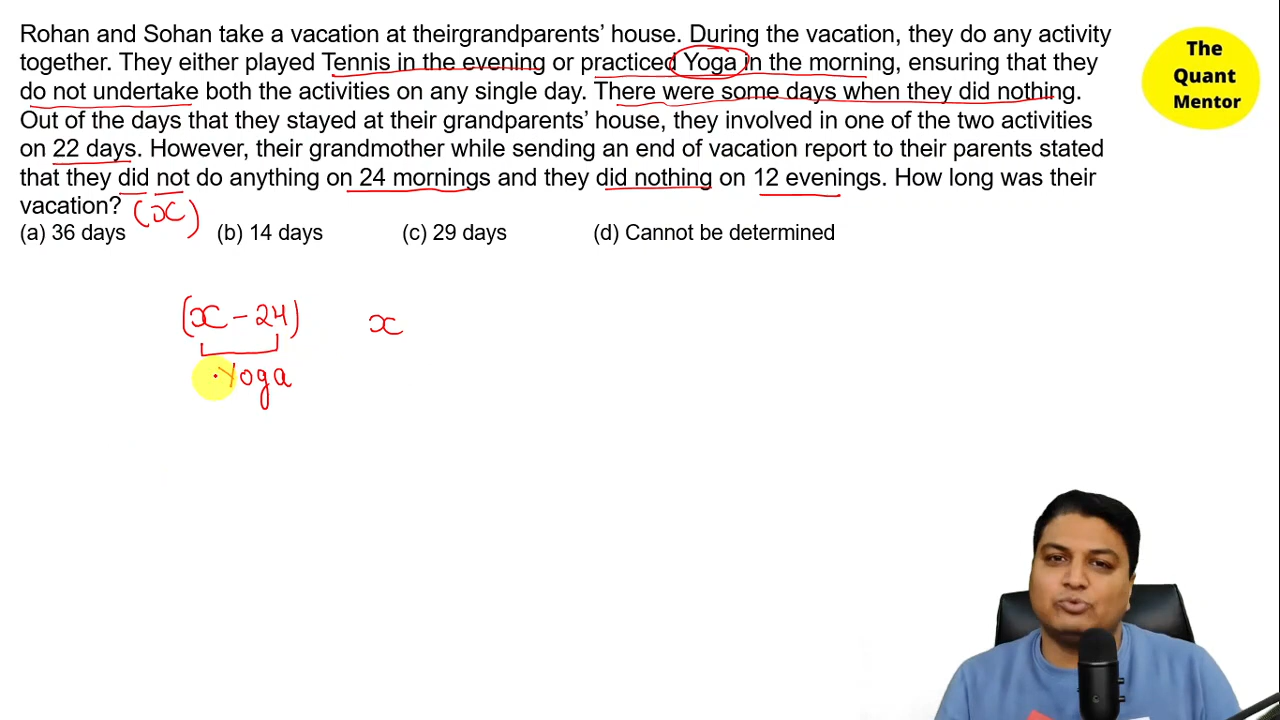 Rohan and Sohan take a vacation at theirgrandparents’ house. During the vacation, they do any activity
together. They either played Tennis in the evening or practiced Yoga in the morning, ensuring that they
do not undertake both the activities on any single day. There were some days when they did nothing.
Out of the days that they stayed at their grandparents’ house, they involved in one of the two activities
on 22 days. However, their grandmother while sending an end of vacation report to their parents stated
that they did not do anything on 24 mornings and they did nothing on 12 evenings. How long was their
vacation? (x)
(a) 36 days (b) 14 days (c) 29 days (d) Cannot be determined
The
Quant
Mentor
(x - 24) x
Yoga